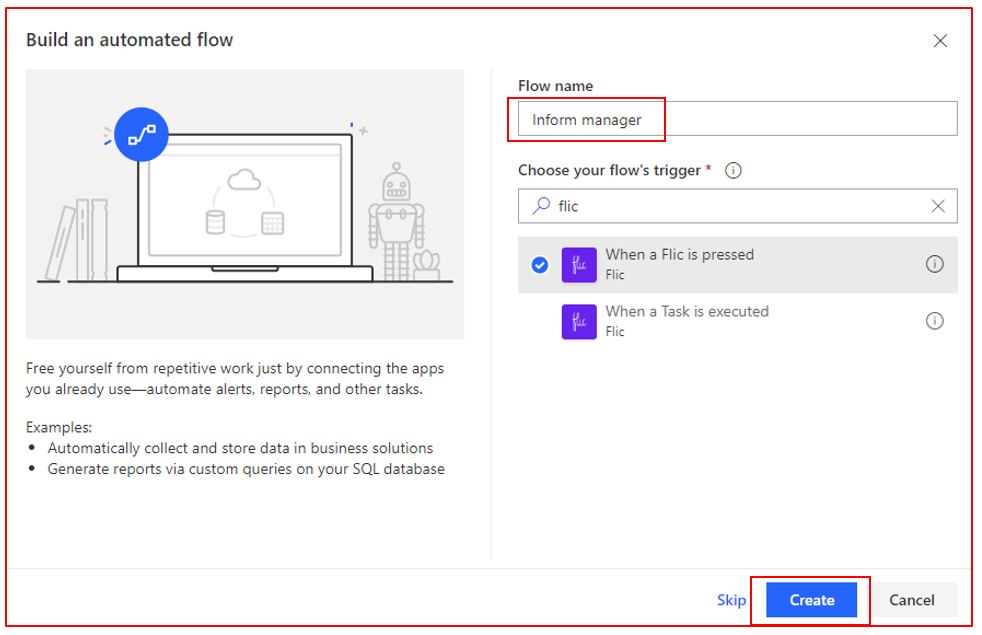 Build an automated flow
Free yourself from repetitive work just by connecting the apps
you already use—automate alerts, reports, and other tasks.
Examples:
• Automatically collect and store data in business solutions
• Generate reports via custom queries on your SQL database
Flow name
Inform manager
Choose your flow's trigger *
flic
flic
When a Flic is pressed
Flic
flic
When a Task is executed
Flic
Skip
Create
Cancel